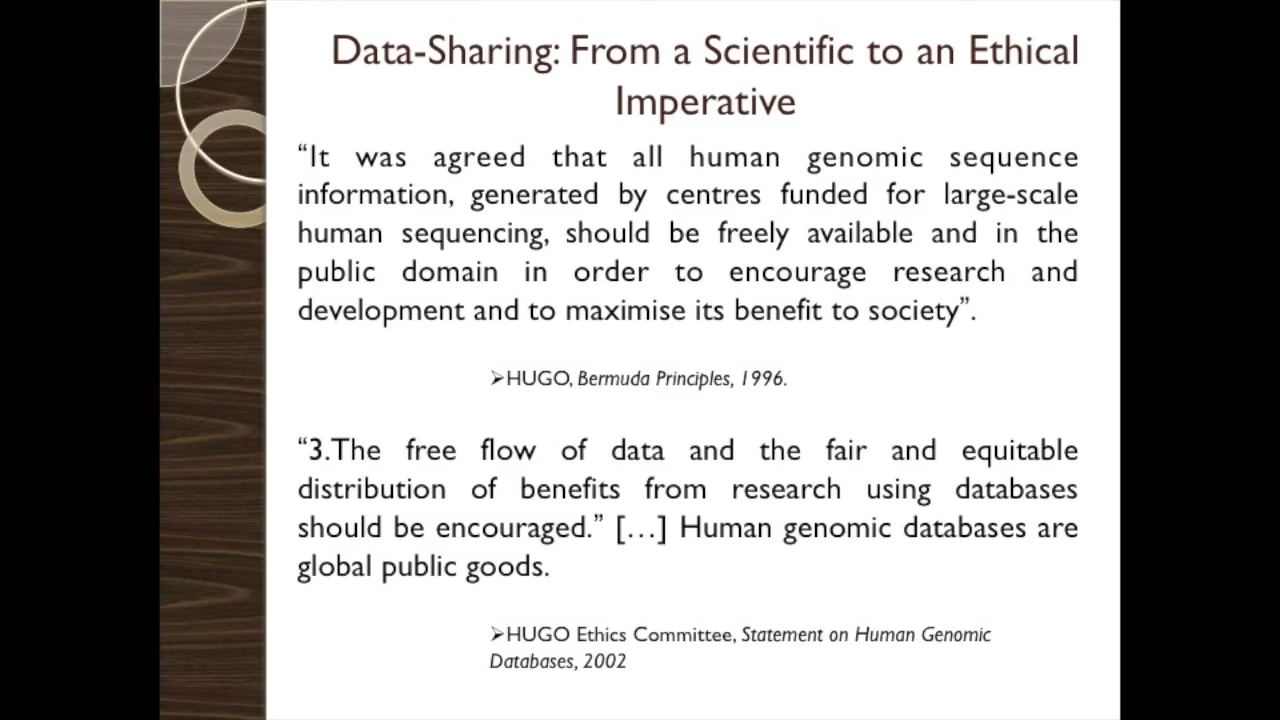 Data-Sharing: From a Scientific to an Ethical
Imperative
“It was agreed that all human genomic sequence
information, generated by centres funded for large-scale
human sequencing, should be freely available and in the
public domain in order to encourage research and
development and to maximise its benefit to society”.
➢HUGO, Bermuda Principles, 1996.
“3.The free flow of data and the fair and equitable
distribution of benefits from research using databases
should be encouraged.” […] Human genomic databases are
global public goods.
➢HUGO Ethics Committee, Statement on Human Genomic
Databases, 2002